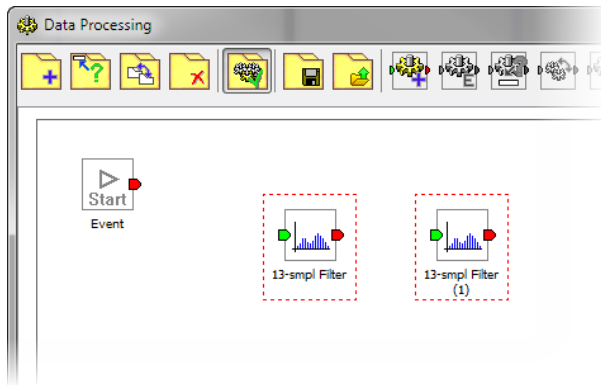 Data Processing
E
Start
Event
13-smpl Filter
13-smpl Filter
(1)